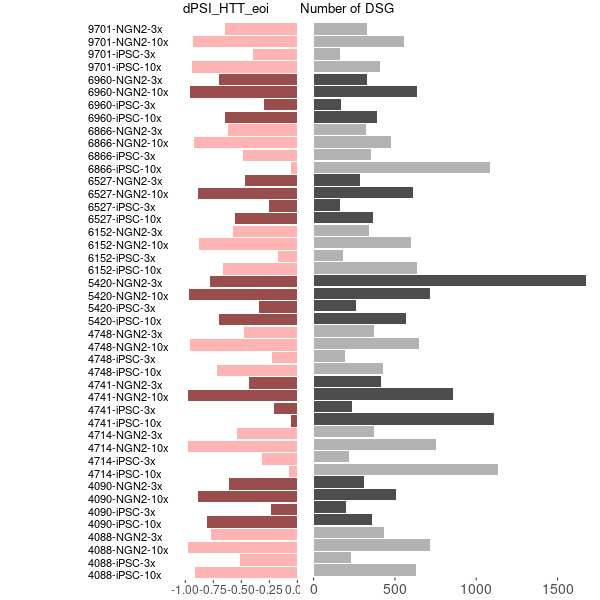 dPSI_HTT_eoi Number of DSG
9701-NGN2-3x
9701-NGN2-10x
9701-iPSC-3x
9701-iPSC-10x
6960-NGN2-3x
6960-NGN2-10x
6960-iPSC-3x
6960-iPSC-10x
6866-NGN2-3x
6866-NGN2-10x
6866-iPSC-3x
6866-iPSC-10x
6527-NGN2-3x
6527-NGN2-10x
6527-iPSC-3x
6527-iPSC-10x
6152-NGN2-3x
6152-NGN2-10x
6152-iPSC-3x
6152-iPSC-10x
5420-NGN2-3x
5420-NGN2-10x
5420-iPSC-3x
5420-iPSC-10x
4748-NGN2-3x
4748-NGN2-10x
4748-iPSC-3x
4748-iPSC-10x
4741-NGN2-3x
4741-NGN2-10x
4741-iPSC-3x
4741-iPSC-10x
4714-NGN2-3x
4714-NGN2-10x
4714-iPSC-3x
4714-iPSC-10x
4090-NGN2-3x
4090-NGN2-10x
4090-iPSC-3x
4090-iPSC-10x
4088-NGN2-3x
4088-NGN2-10x
4088-iPSC-3x
4088-iPSC-10x
-1.00 -0.75 -0.50 -0.25 0.0 0 500 1000 1500